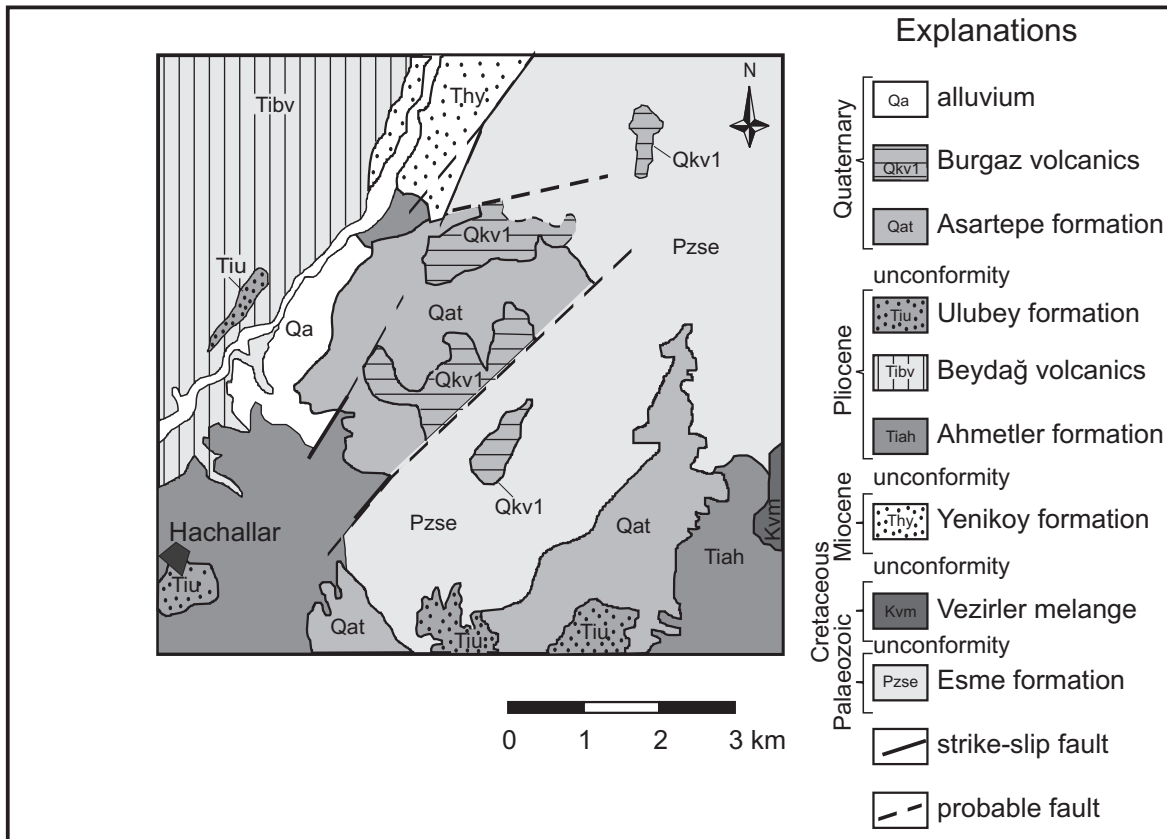 Explanations
N
Tibv
Thy
Qkv1
Qkv1
Pzse
Tiu
Qa
Qat
Qkv1
Qkv1
Pzse
Qat
Hachallar
Tiah
Kvm
Tiu
Qat
Tiu
Tiu
0 1 2 3 km
Quaternary
Qa alluvium
Qkv1 Burgaz volcanics
Qat Asartepe formation
unconformity
Pliocene
Tiu Ulubey formation
Tibv Beydağ volcanics
Tiah Ahmetler formation
unconformity
Miocene
Thy Yenikoy formation
unconformity
Cretaceous
Kvm Vezirler melange
unconformity
Palaeozoic
Pzse Esme formation
strike-slip fault
probable fault